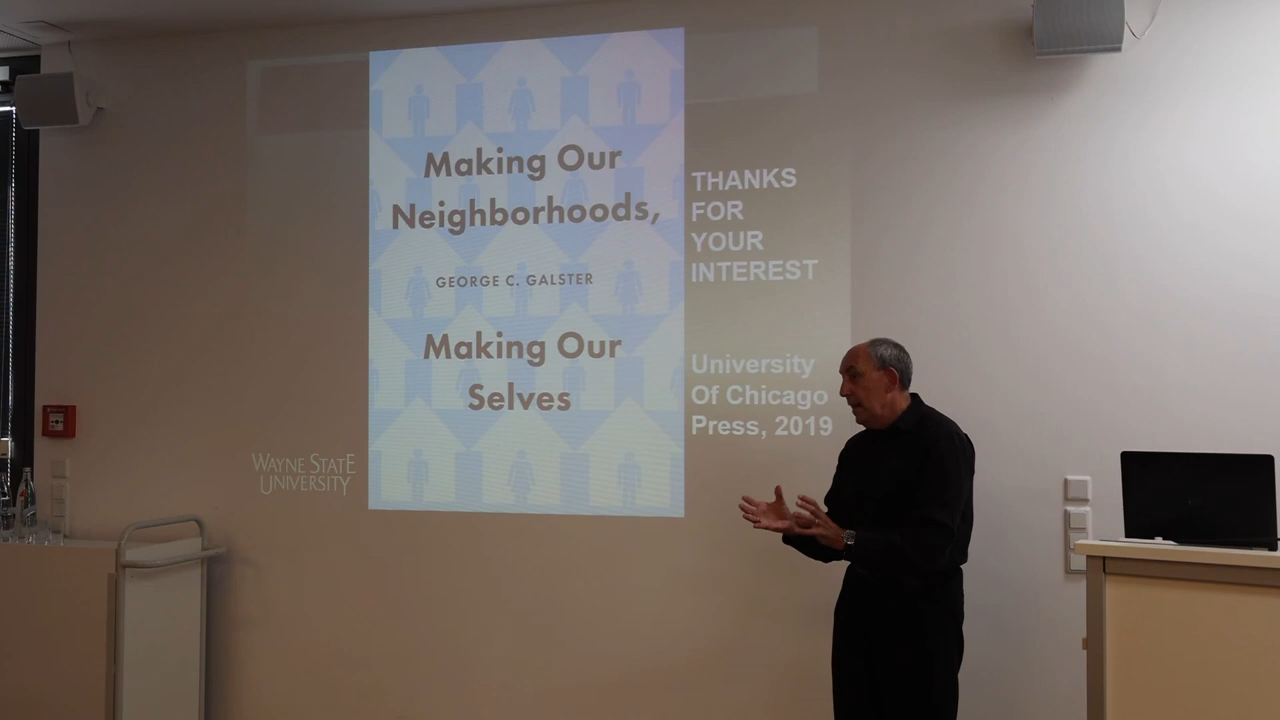 Making Our
Neighborhoods,
GEORGE C. GALSTER
Making Our
Selves
THANKS
FOR
YOUR
INTEREST
University
Of Chicago
Press, 2019
WAYNE STATE
UNIVERSITY